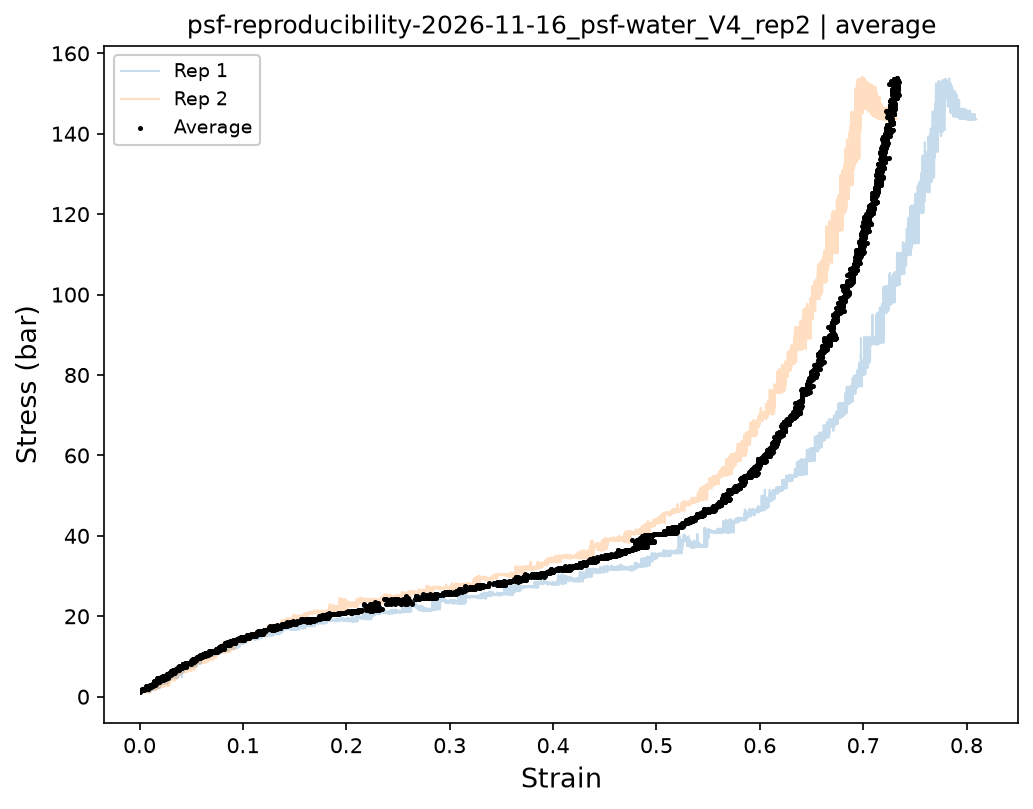 psf-reproducibility-2026-11-16_psf-water_V4_rep2 | average
Rep 1
Rep 2
Average
Stress (bar)
160
140
120
100
80
60
40
20
0
0.0 0.1 0.2 0.3 0.4 0.5 0.6 0.7 0.8
Strain